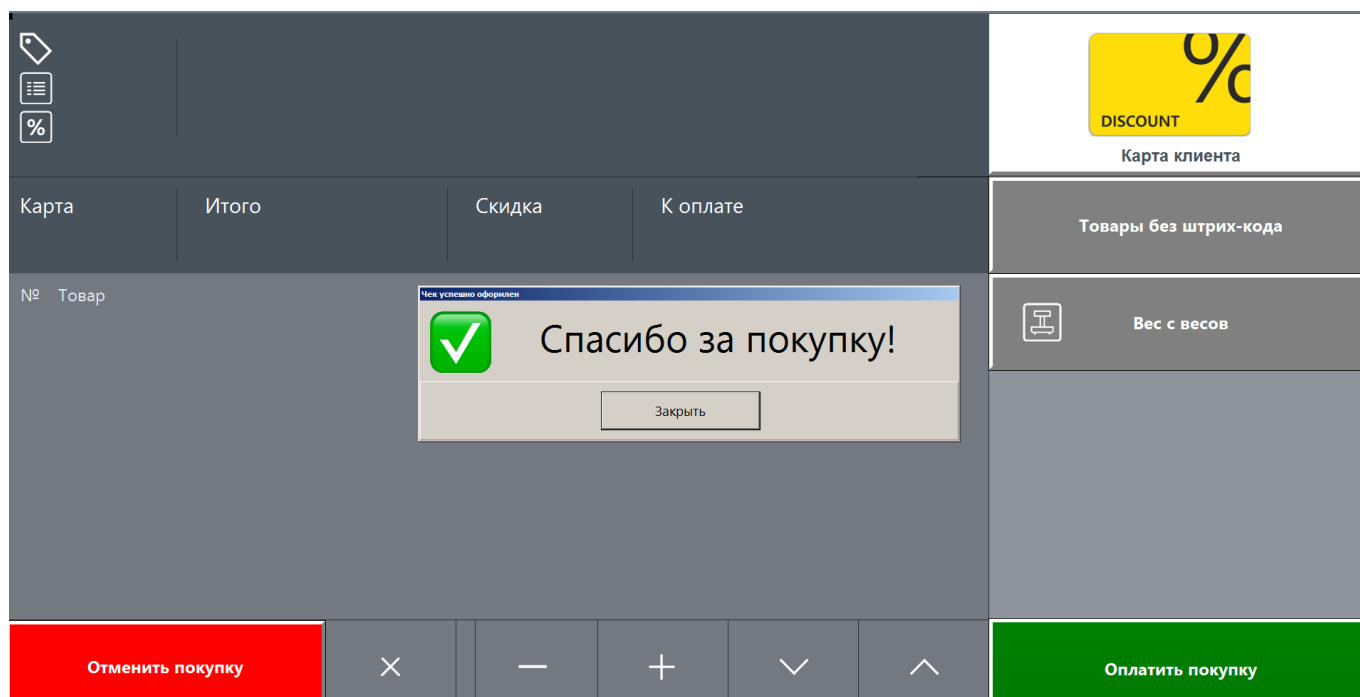 %
DISCOUNT
Карта клиента
%
Карта Итого Скидка К оплате
Товары без штрих-кода
№ Товар
Чек успешно оформлен
Спасибо за покупку!
Закрыть
Вес с весов
Отменить покупку
Оплатить покупку